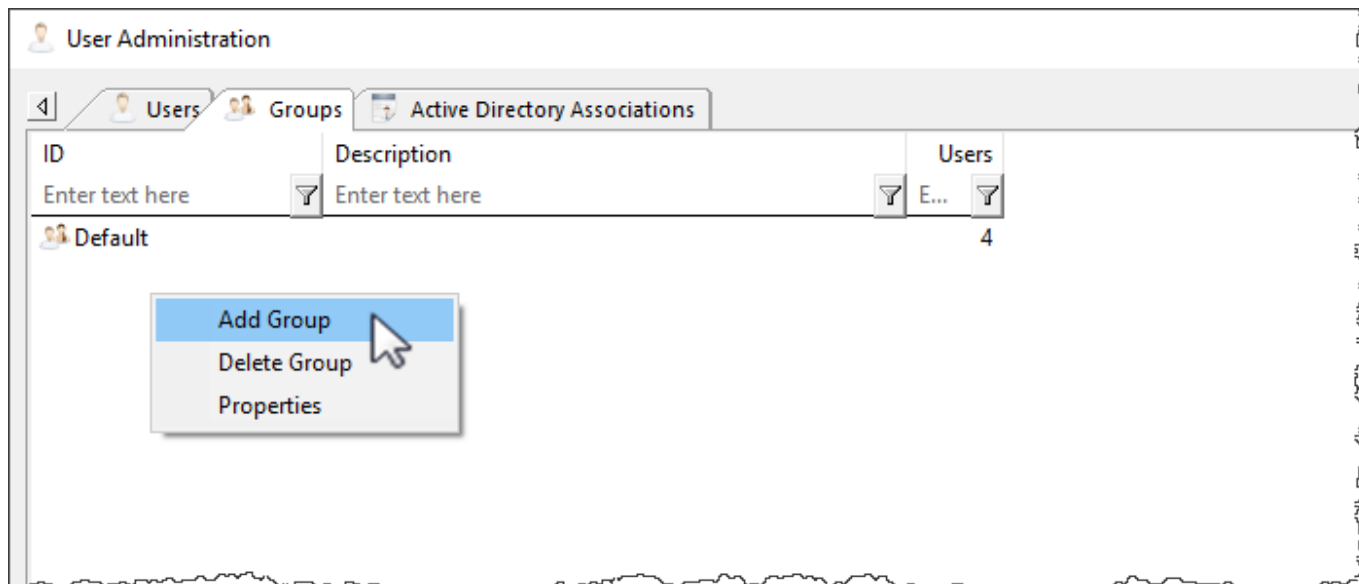 User Administration
Users Groups Active Directory Associations
ID Description Users
Enter text here Enter text here E...
Default 4
Add Group
Delete Group
Properties